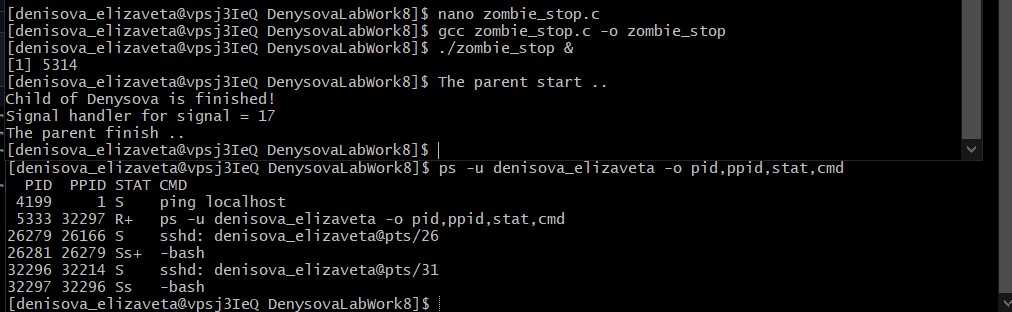 [denisova_elizaveta@vpsj3IeQ DenysovaLabWork8]$ nano zombie_stop.c
[denisova_elizaveta@vpsj3IeQ DenysovaLabWork8]$ gcc zombie_stop.c -o zombie_stop
[denisova_elizaveta@vpsj3IeQ DenysovaLabWork8]$ ./zombie_stop &
[1] 5314
[denisova_elizaveta@vpsj3IeQ DenysovaLabWork8]$ The parent start ..
Child of Denysova is finished!
Signal handler for signal = 17
The parent finish ..
[denisova_elizaveta@vpsj3IeQ DenysovaLabWork8]$
[denisova_elizaveta@vpsj3IeQ DenysovaLabWork8]$ ps -u denisova_elizaveta -o pid,ppid,stat,cmd
  PID  PPID STAT CMD
 4199     1 S    ping localhost
 5333 32297 R+   ps -u denisova_elizaveta -o pid,ppid,stat,cmd
26279 26166 S    sshd: denisova_elizaveta@pts/26
26281 26279 Ss+  -bash
32296 32214 S    sshd: denisova_elizaveta@pts/31
32297 32296 Ss   -bash
[denisova_elizaveta@vpsj3IeQ DenysovaLabWork8]$